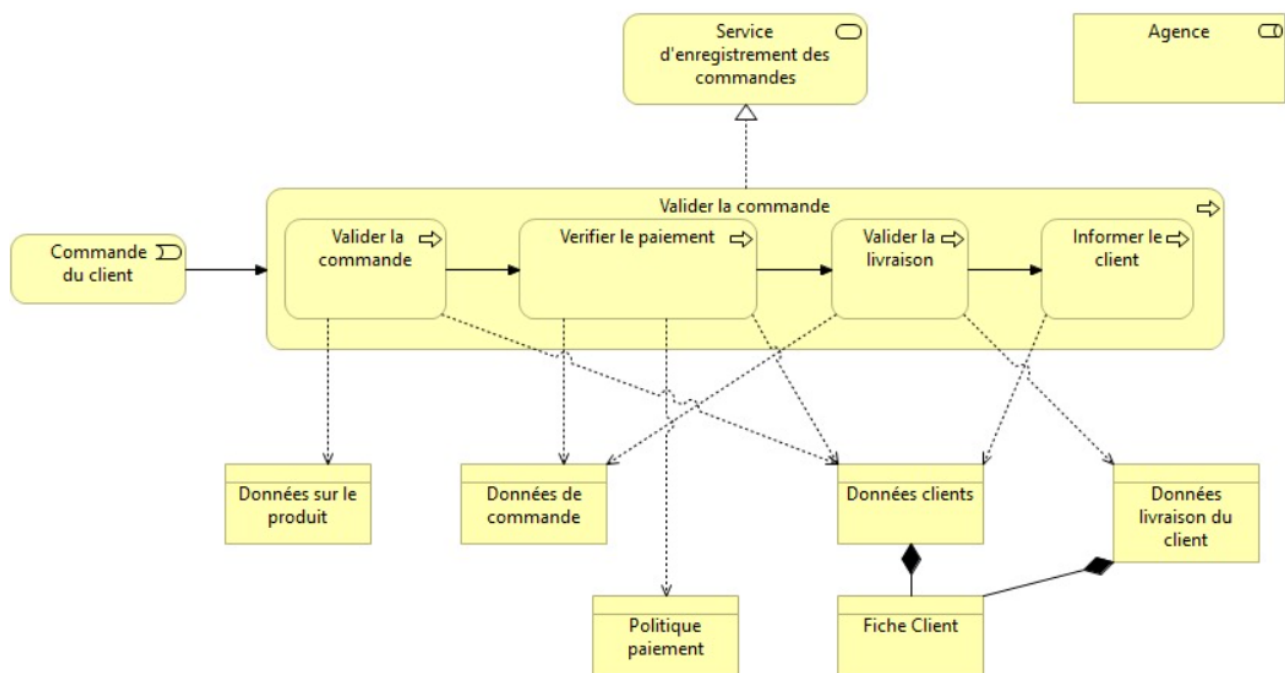 Service
d'enregistrement des
commandes
Agence
Valider la commande
Commande
du client
Valider la
commande
Verifier le paiement
Valider la
livraison
Informer le
client
Données sur le
produit
Données de
commande
Données clients
Données
livraison du
client
Politique
paiement
Fiche Client